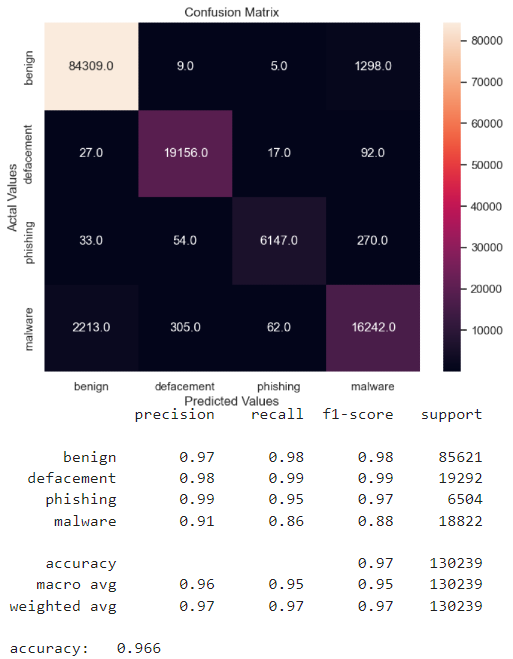 Confusion Matrix
benign 84309.0 9.0 5.0 1298.0
defacement 27.0 19156.0 17.0 92.0
phishing 33.0 54.0 6147.0 270.0
malware 2213.0 305.0 62.0 16242.0
Actal Values
benign defacement phishing malware
Predicted Values
80000
70000
60000
50000
40000
30000
20000
10000
precision recall f1-score support
benign 0.97 0.98 0.98 85621
defacement 0.98 0.99 0.99 19292
phishing 0.99 0.95 0.97 6504
malware 0.91 0.86 0.88 18822
accuracy 0.97 130239
macro avg 0.96 0.95 0.95 130239
weighted avg 0.97 0.97 0.97 130239
accuracy: 0.966